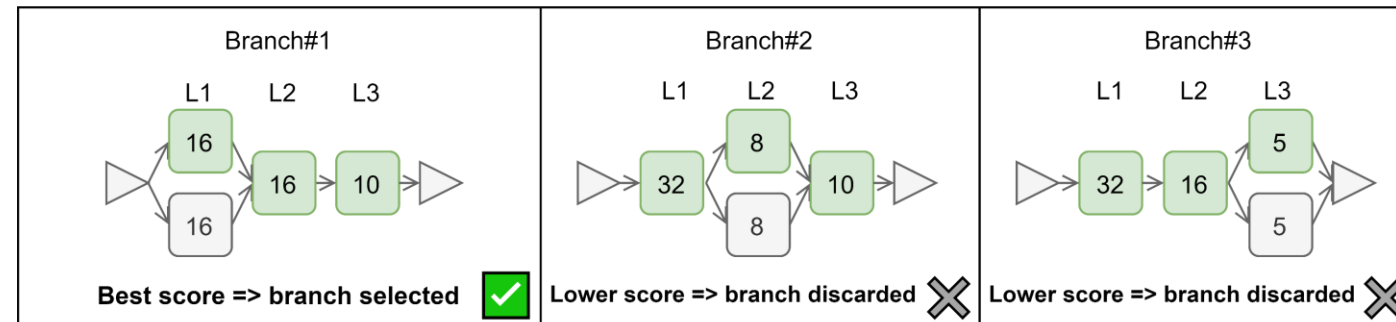 Branch#1
L1 L2 L3
16
16 10
16
Best score => branch selected
Branch#2
L1 L2 L3
8
32 10
8
Lower score => branch discarded
Branch#3
L1 L2 L3
5
32 16
5
Lower score => branch discarded